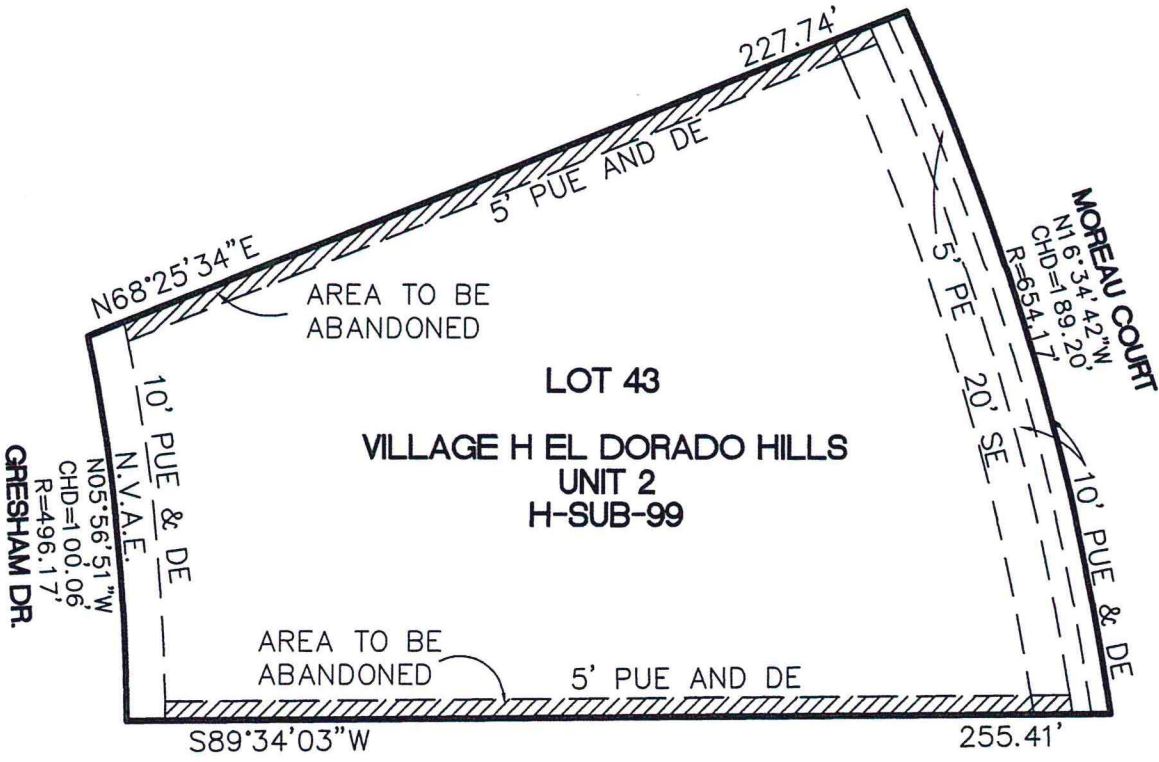 227.74'
5' PUE AND DE
N68°25'34"E
AREA TO BE
ABANDONED
MOREAU COURT
N16°34'42"W
CHD=189.20'
R=654.17'
5' PE
20' SE
10' PUE & DE
LOT 43
VILLAGE H EL DORADO HILLS
UNIT 2
H-SUB-99
10' PUE & DE
N.V.A.E.
N05°56'51"W
CHD=100.06'
R=496.17'
GRESHAM DR.
AREA TO BE
ABANDONED
5' PUE AND DE
S89°34'03"W
255.41'